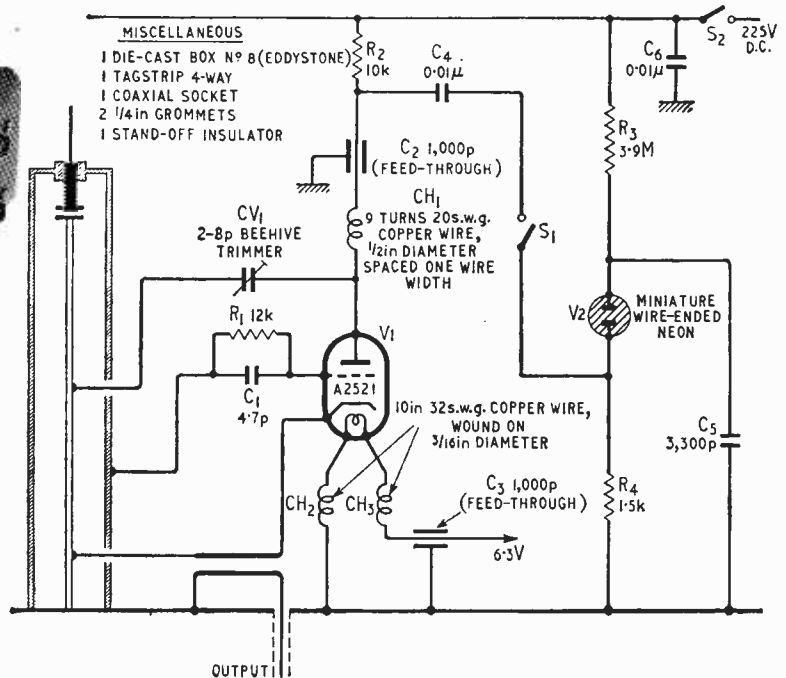 MISCELLANEOUS
1 DIE-CAST BOX Nº 8 (EDDYSTONE)
1 TAGSTRIP 4-WAY
1 COAXIAL SOCKET
2 1/4in GROMMETS
1 STAND-OFF INSULATOR
R2
10k
C4
0.01μ
C6
0.01μ
S2
225V
D.C.
C2 1,000p
(FEED-THROUGH)
R3
3.9M
CH1
9 TURNS 20s.w.g.
COPPER WIRE,
1/2in DIAMETER
SPACED ONE WIRE
WIDTH
S1
CV1
2-8p BEEHIVE
TRIMMER
V2
MINIATURE
WIRE-ENDED
NEON
R1 12k
V1
C1
4.7p
A2521
10in 32s.w.g. COPPER WIRE,
WOUND ON
3/16in DIAMETER
C5
3,300p
CH2
CH3
C3 1,000p
(FEED-THROUGH)
R4
1.5k
6.3V
OUTPUT